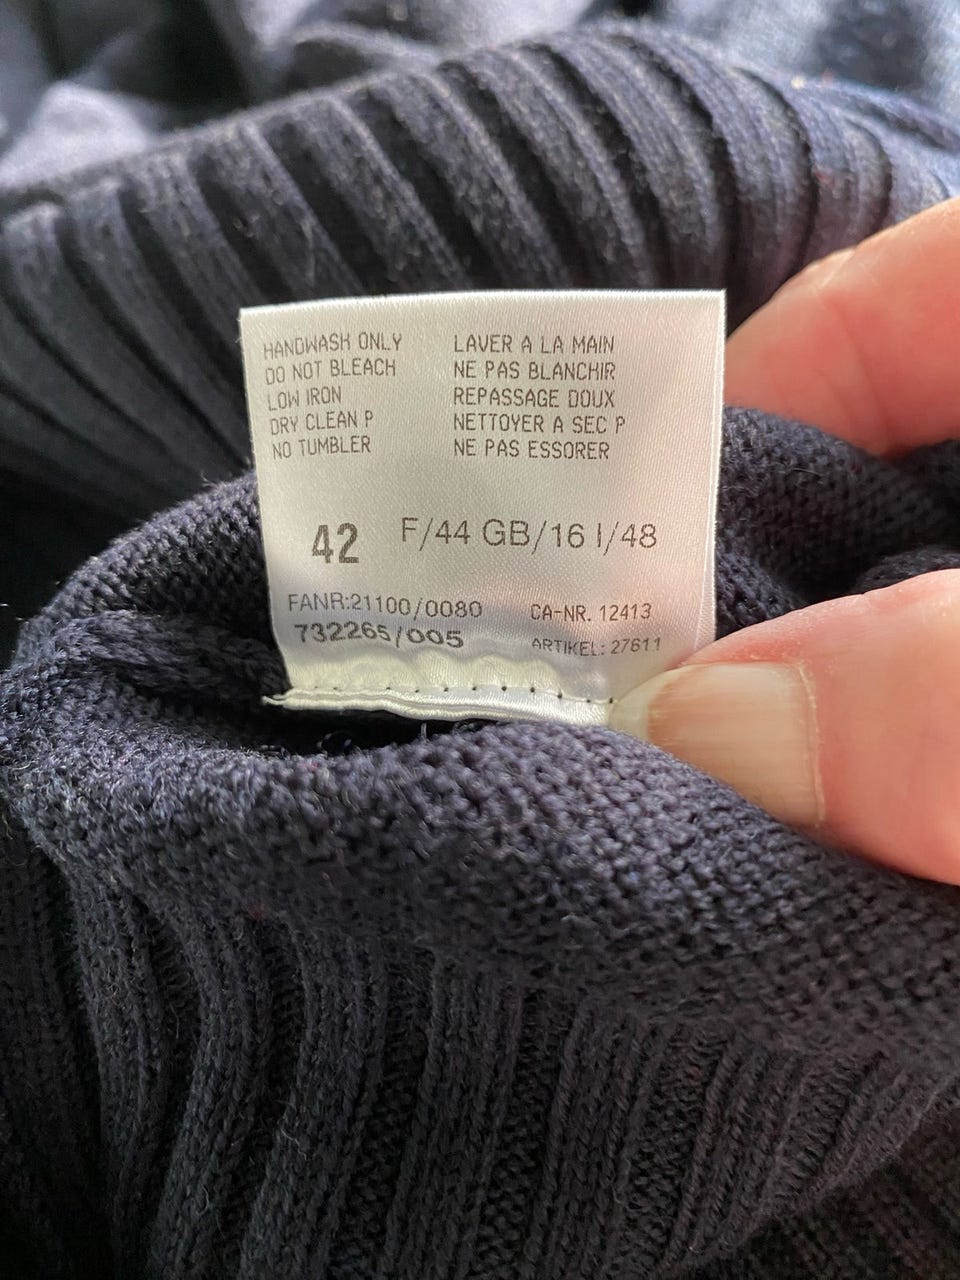 HANDWASH ONLY
DO NOT BLEACH
LOW IRON
DRY CLEAN P
NO TUMBLER
LAVER A LA MAIN
NE PAS BLANCHIR
REPASSAGE DOUX
NETTOYER A SEC P
NE PAS ESSORER
42 F/44 GB/16 I/48
FANR:21100/0080 CA-NR. 12413
732265/005 ARTIKEL: 27611